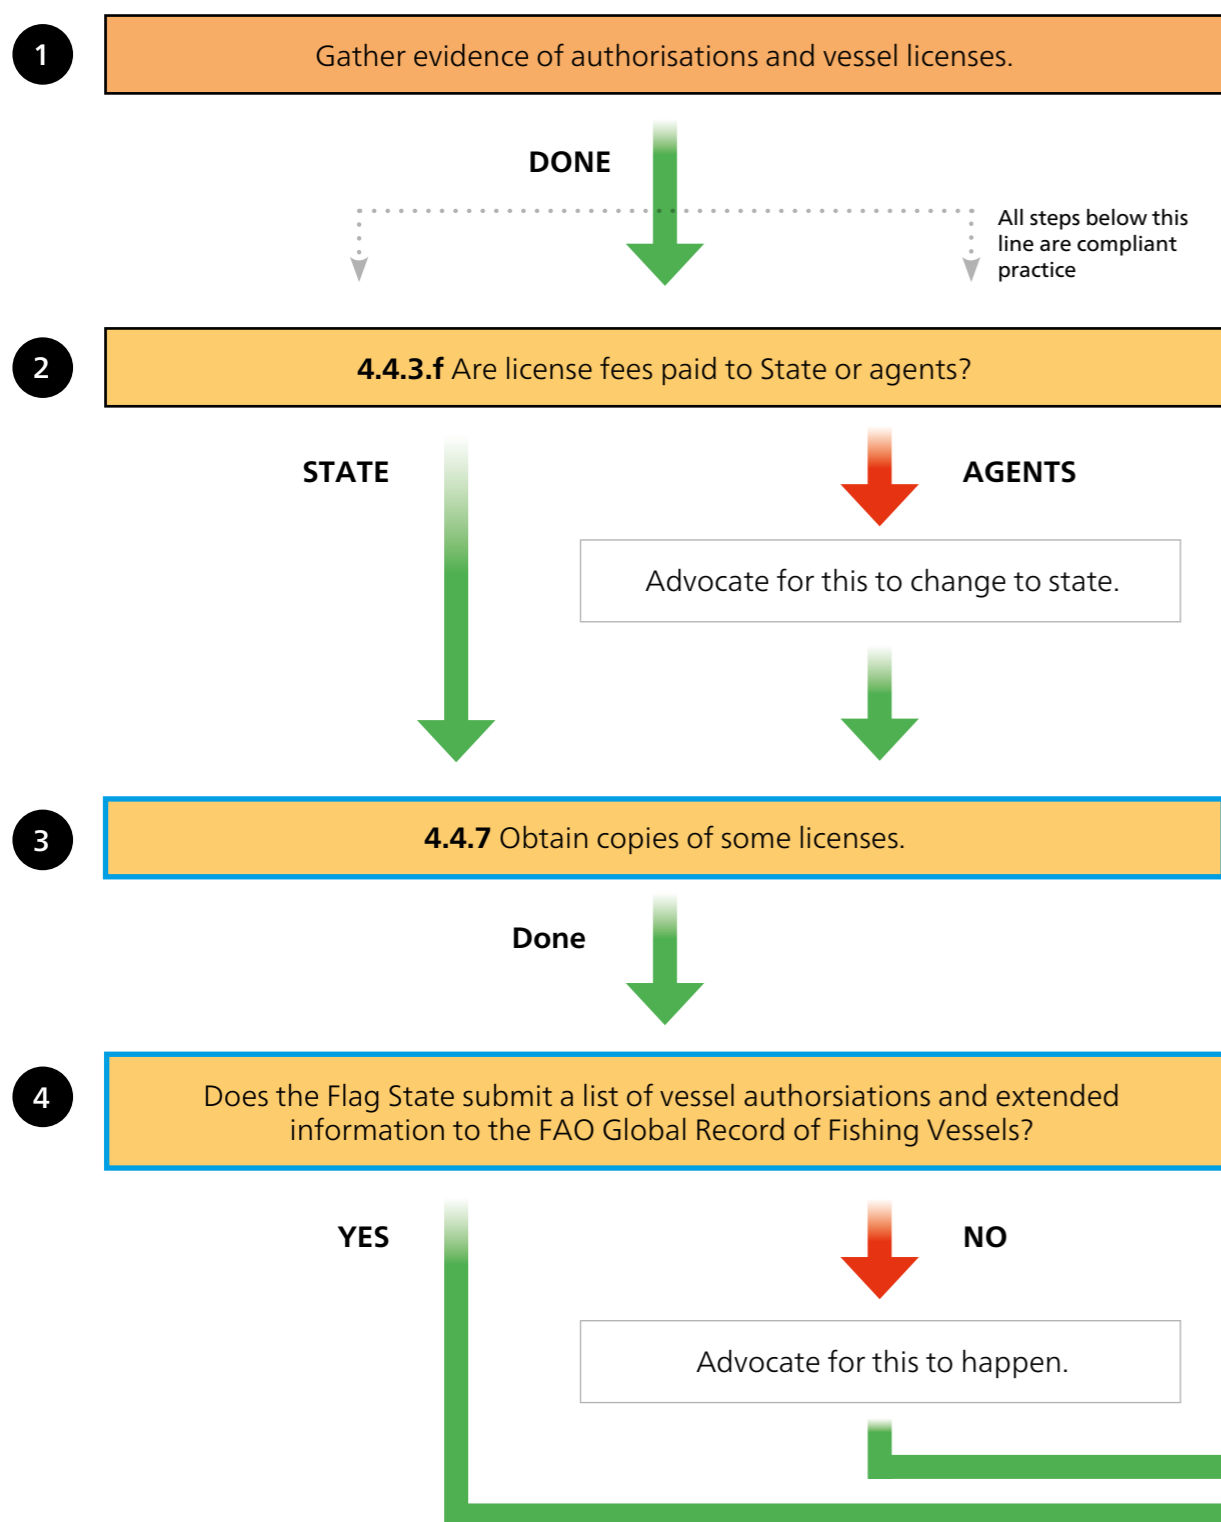 1
Gather evidence of authorisations and vessel licenses.
DONE
All steps below this
line are compliant
practice
2
4.4.3.f Are license fees paid to State or agents?
STATE
AGENTS
Advocate for this to change to state.
3
4.4.7 Obtain copies of some licenses.
Done
4
Does the Flag State submit a list of vessel authorsiations and extended
information to the FAO Global Record of Fishing Vessels?
YES
NO
Advocate for this to happen.